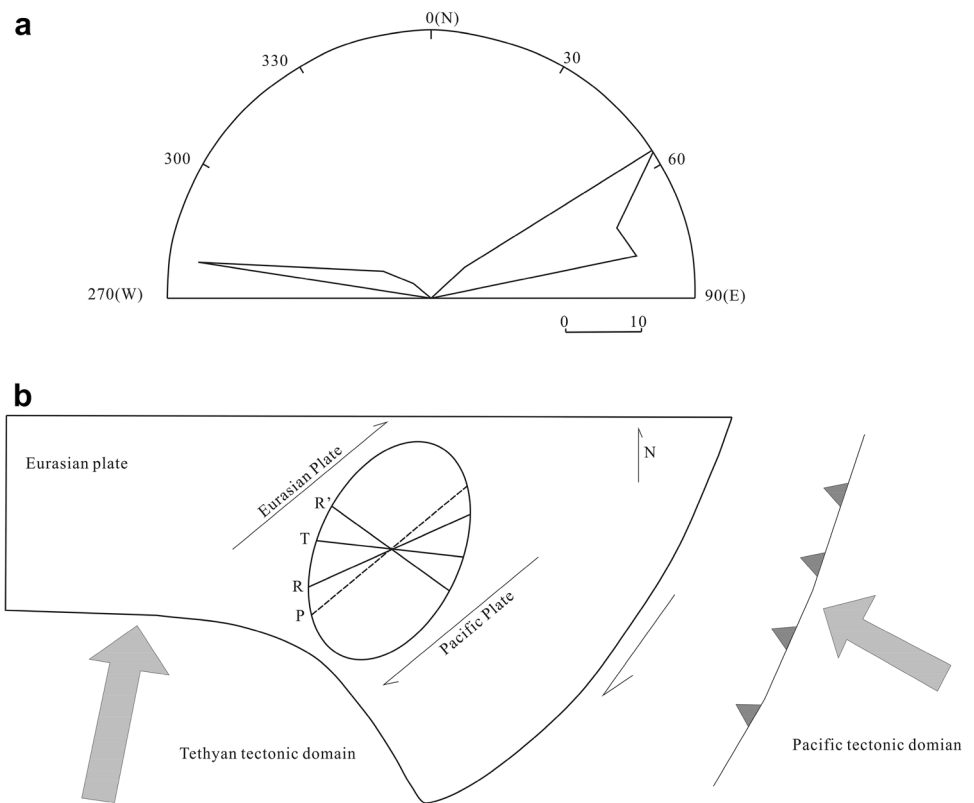 a
0(N)
330
30
300
60
270(W)
90(E)
0 10
b
Eurasian plate
Eurasian Plate
N
R’
T
R
P
Pacific Plate
Tethyan tectonic domain
Pacific tectonic domian